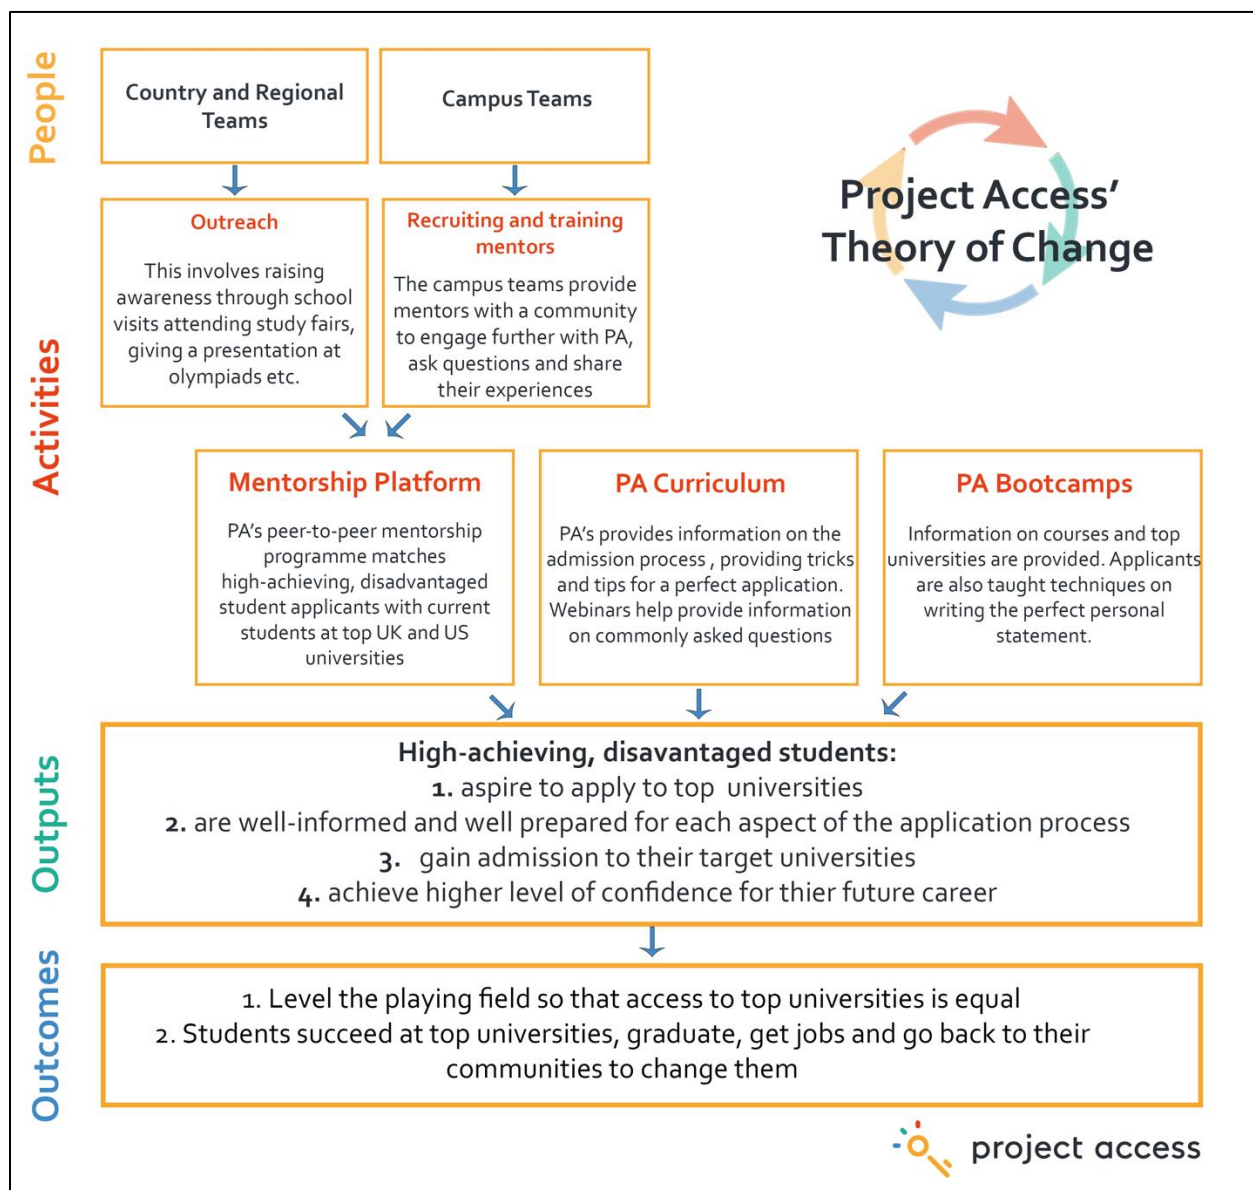 People
Country and Regional
Teams
Campus Teams
Project Access’
Theory of Change
Activities
Outreach
This involves raising
awareness through school
visits attending study fairs,
giving a presentation at
olympiads etc.
Recruiting and training
mentors
The campus teams provide
mentors with a community
to engage further with PA,
ask questions and share
their experiences
Mentorship Platform
PA’s peer-to-peer mentorship
programme matches
high-achieving, disadvantaged
student applicants with current
students at top UK and US
universities
PA Curriculum
PA’s provides information on the
admission process , providing tricks
and tips for a perfect application.
Webinars help provide information
on commonly asked questions
PA Bootcamps
Information on courses and top
universities are provided. Applicants
are also taught techniques on
writing the perfect personal
statement.
Outputs
High-achieving, disavantaged students:
1. aspire to apply to top universities
2. are well-informed and well prepared for each aspect of the application process
3. gain admission to their target universities
4. achieve higher level of confidence for thier future career
Outcomes
1. Level the playing field so that access to top universities is equal
2. Students succeed at top universities, graduate, get jobs and go back to their
communities to change them
project access